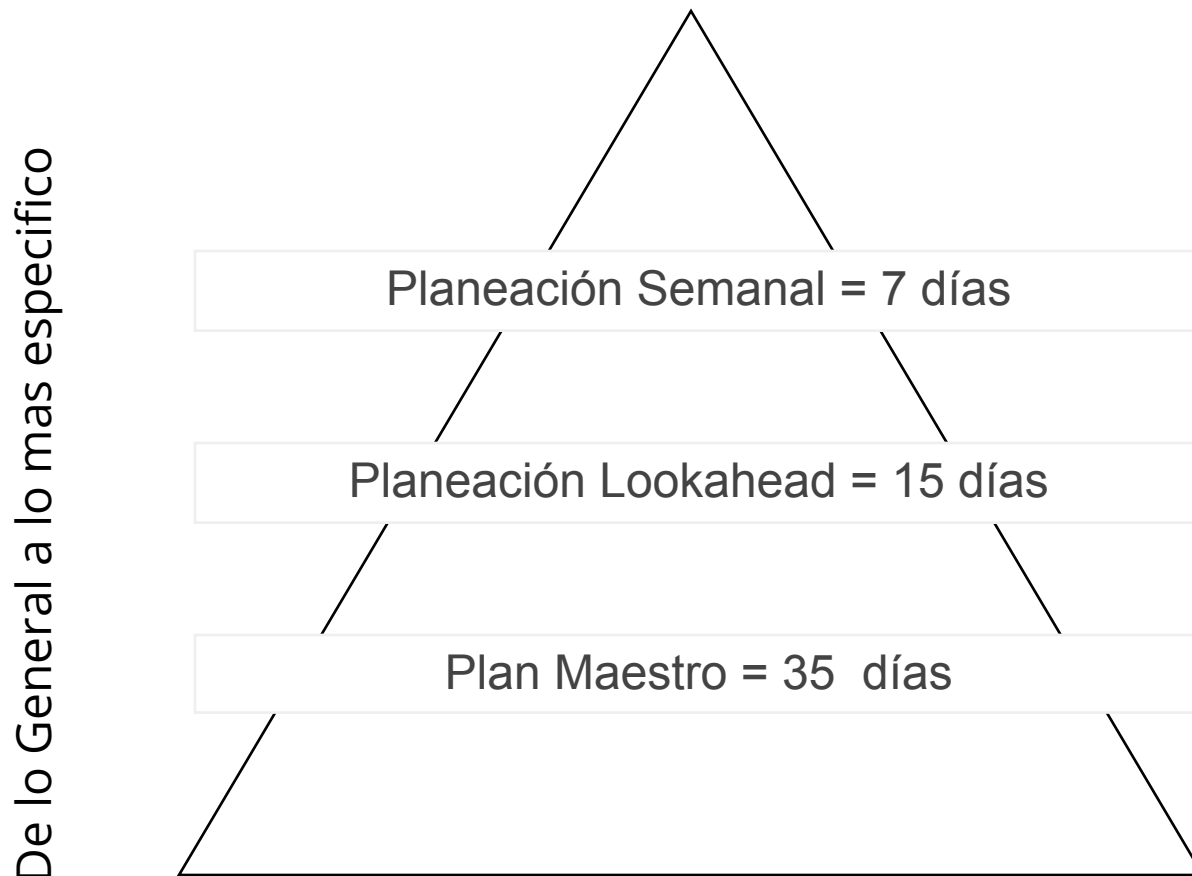 De lo General a lo mas especifico
Planeación Semanal = 7 días
Planeación Lookahead = 15 días
Plan Maestro = 35  días